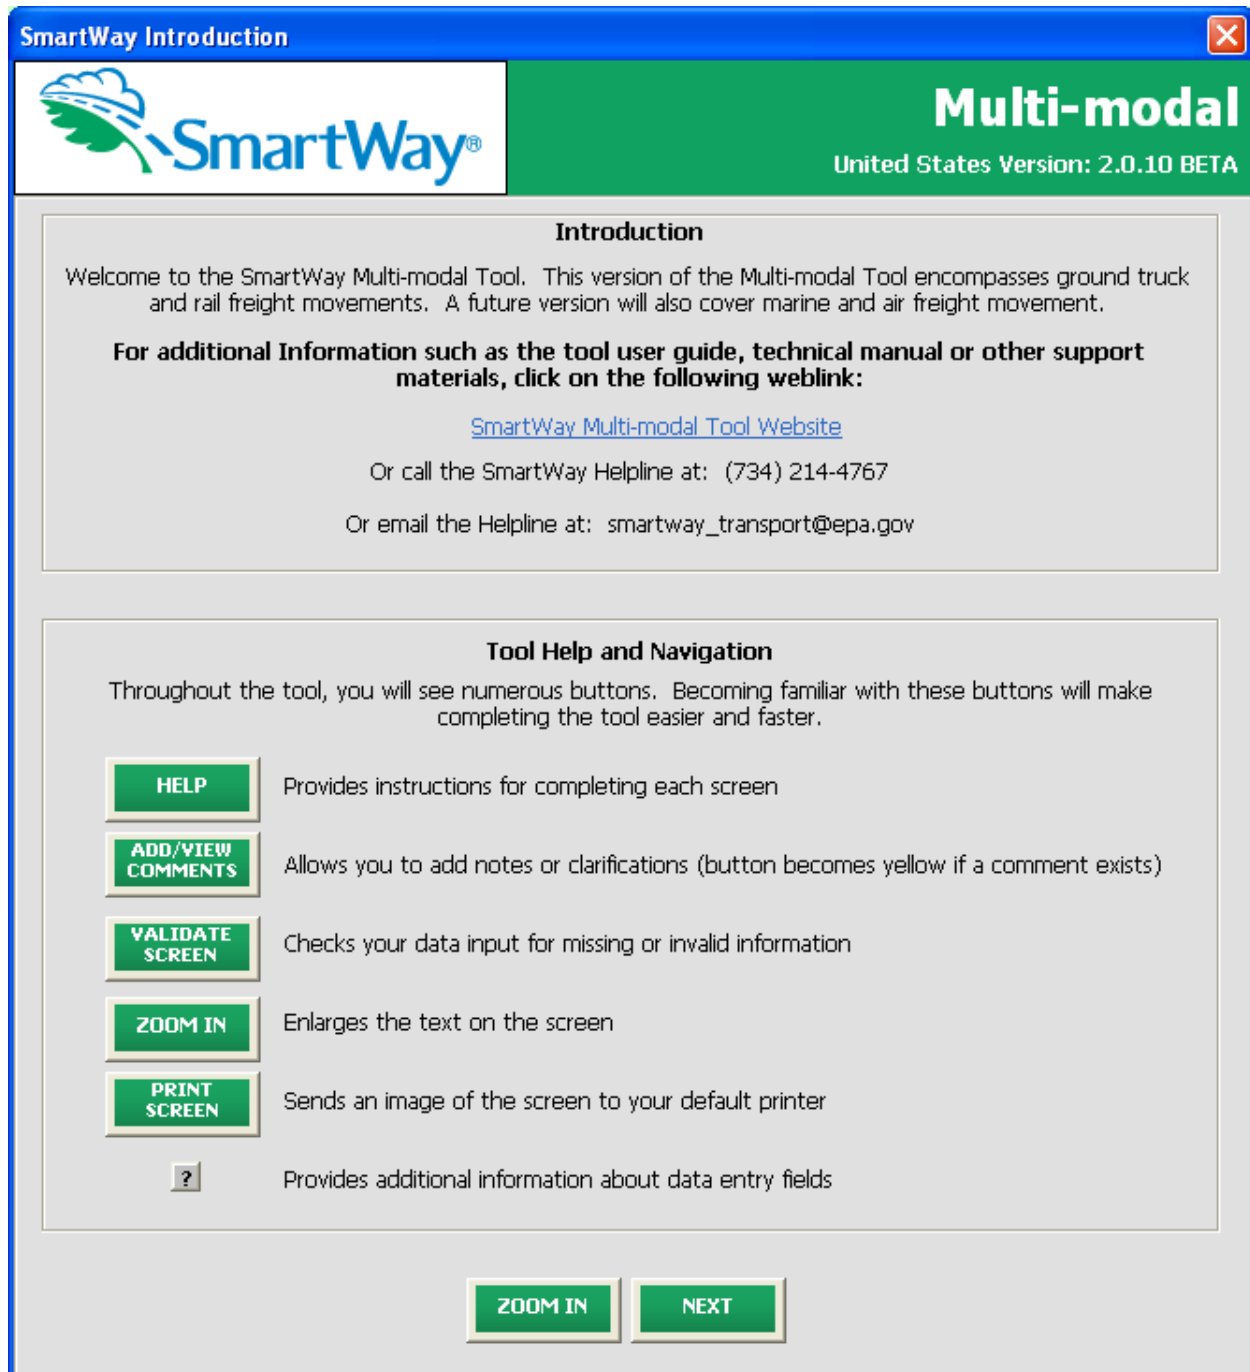 SmartWay Introduction
SmartWay®
Multi-modal
United States Version: 2.0.10 BETA
Introduction
Welcome to the SmartWay Multi-modal Tool.  This version of the Multi-modal Tool encompasses ground truck
and rail freight movements.  A future version will also cover marine and air freight movement.
For additional Information such as the tool user guide, technical manual or other support
materials, click on the following weblink:
SmartWay Multi-modal Tool Website
Or call the SmartWay Helpline at:  (734) 214-4767
Or email the Helpline at:  smartway_transport@epa.gov
Tool Help and Navigation
Throughout the tool, you will see numerous buttons.  Becoming familiar with these buttons will make
completing the tool easier and faster.
HELP
Provides instructions for completing each screen
ADD/VIEW
COMMENTS
Allows you to add notes or clarifications (button becomes yellow if a comment exists)
VALIDATE
SCREEN
Checks your data input for missing or invalid information
ZOOM IN
Enlarges the text on the screen
PRINT
SCREEN
Sends an image of the screen to your default printer
?
Provides additional information about data entry fields
ZOOM IN
NEXT